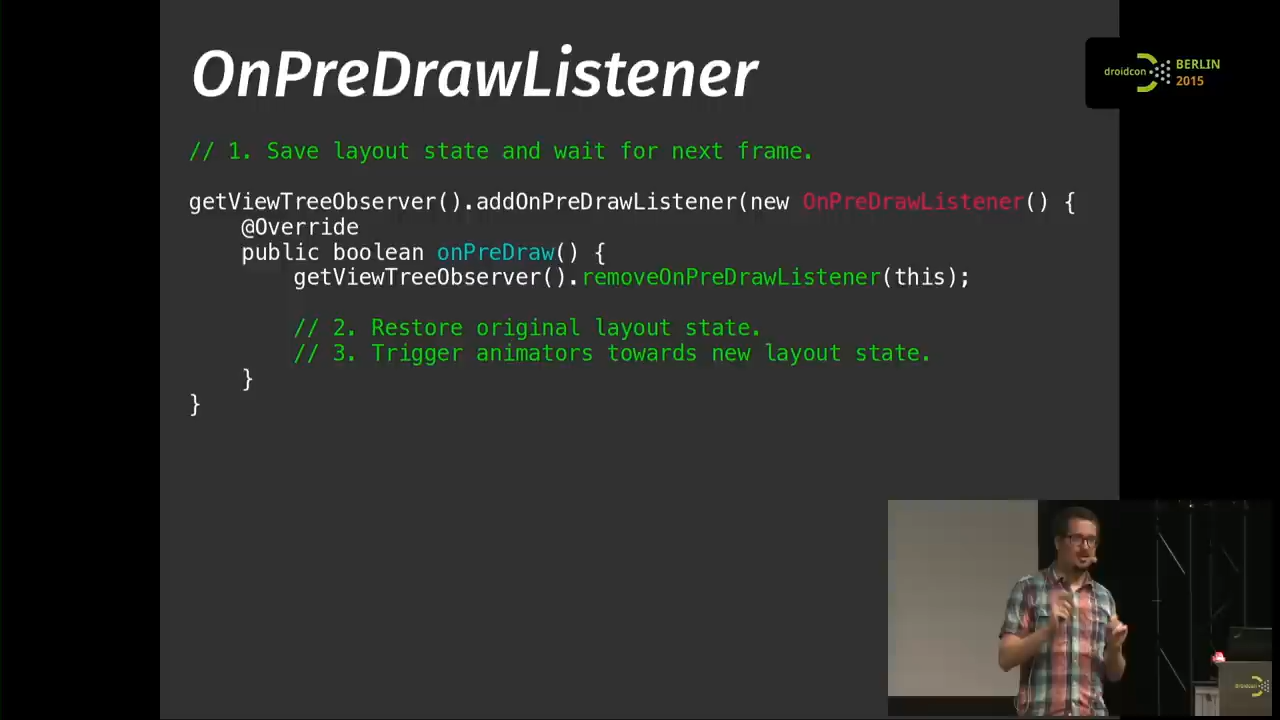 OnPreDrawListener
droidcon
BERLIN
2015
// 1. Save layout state and wait for next frame.
getViewTreeObserver().addOnPreDrawListener(new OnPreDrawListener() {
@Override
public boolean onPreDraw() {
getViewTreeObserver().removeOnPreDrawListener(this);
// 2. Restore original layout state.
// 3. Trigger animators towards new layout state.
}
}
droidcon